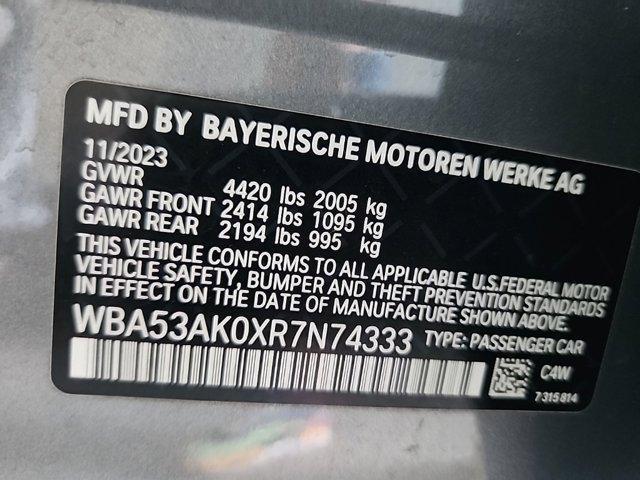 MFD BY BAYERISCHE MOTOREN WERKE AG
11/2023
GVWR 4420 lbs 2005 kg
GAWR FRONT 2414 lbs 1095 kg
GAWR REAR 2194 lbs 995 kg
THIS VEHICLE CONFORMS TO ALL APPLICABLE U.S.FEDERAL MOTOR
VEHICLE SAFETY, BUMPER AND THEFT PREVENTION STANDARDS
IN EFFECT ON THE DATE OF MANUFACTURE SHOWN ABOVE.
WBA53AK0XR7N74333 TYPE: PASSENGER CAR
C4W
7 315 814